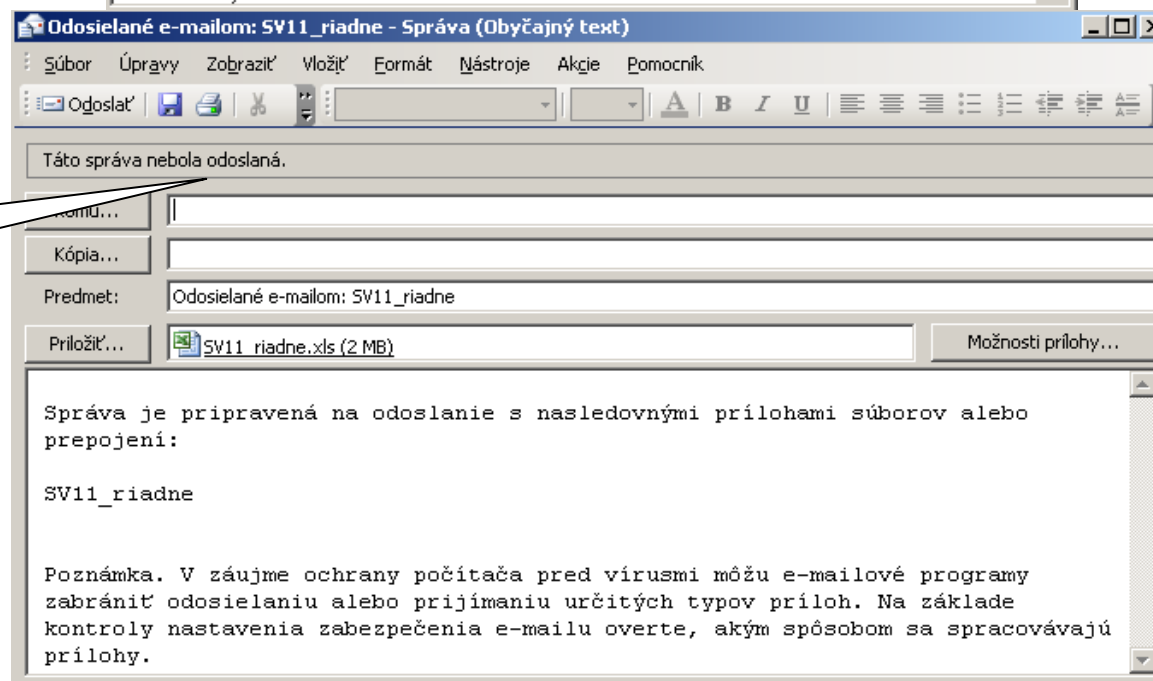 Odosielané e-mailom: SV11_riadne - Správa (Obyčajný text)
Súbor Úpravy Zobraziť Vložiť Formát Nástroje Akcie Pomocník
Odoslať A B I U
Táto správa nebola odoslaná.
Komu...
Kópia...
Predmet: Odosielané e-mailom: SV11_riadne
Priložiť... SV11_riadne.xls (2 MB) Možnosti prílohy...
Správa je pripravená na odoslanie s nasledovnými prílohami súborov alebo
prepojení:
SV11_riadne
Poznámka. V záujme ochrany počítača pred vírusmi môžu e-mailové programy
zabrániť odosielaniu alebo prijímaniu určitých typov príloh. Na základe
kontroly nastavenia zabezpečenia e-mailu overte, akým spôsobom sa spracovávajú
prílohy.